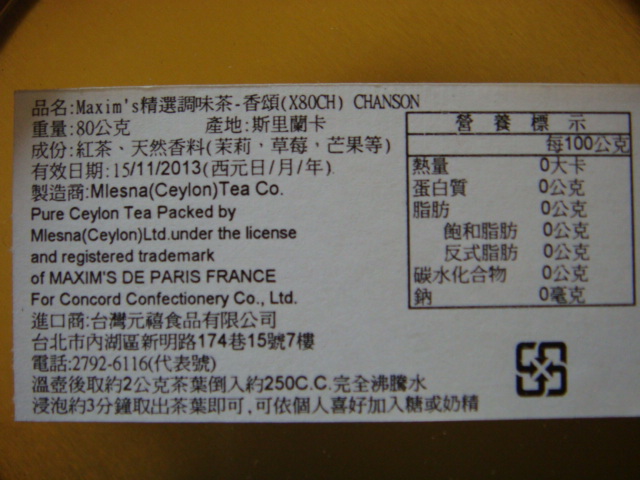 品名:Maxim's精選調味茶-香頌(X80CH) CHANSON
重量:80公克 產地:斯里蘭卡
成份:紅茶、天然香料(茉莉，草莓，芒果等)
有效日期:15/11/2013(西元日/月/年)
製造商:Mlesna(Ceylon)Tea Co.
Pure Ceylon Tea Packed by
Mlesna(Ceylon)Ltd.under the license
and registered trademark
of MAXIM'S DE PARIS FRANCE
For Concord Confectionery Co., Ltd.
進口商:台灣元禧食品有限公司
台北市內湖區新明路174巷15號7樓
電話:2792-6116(代表號)
溫壺後取約2公克茶葉倒入約250C.C.完全沸騰水
浸泡約3分鐘取出茶葉即可,可依個人喜好加入糖或奶精
營養標示
每100公克
熱量 0大卡
蛋白質 0公克
脂肪 0公克
飽和脂肪 0公克
反式脂肪 0公克
碳水化合物 0公克
鈉 0毫克